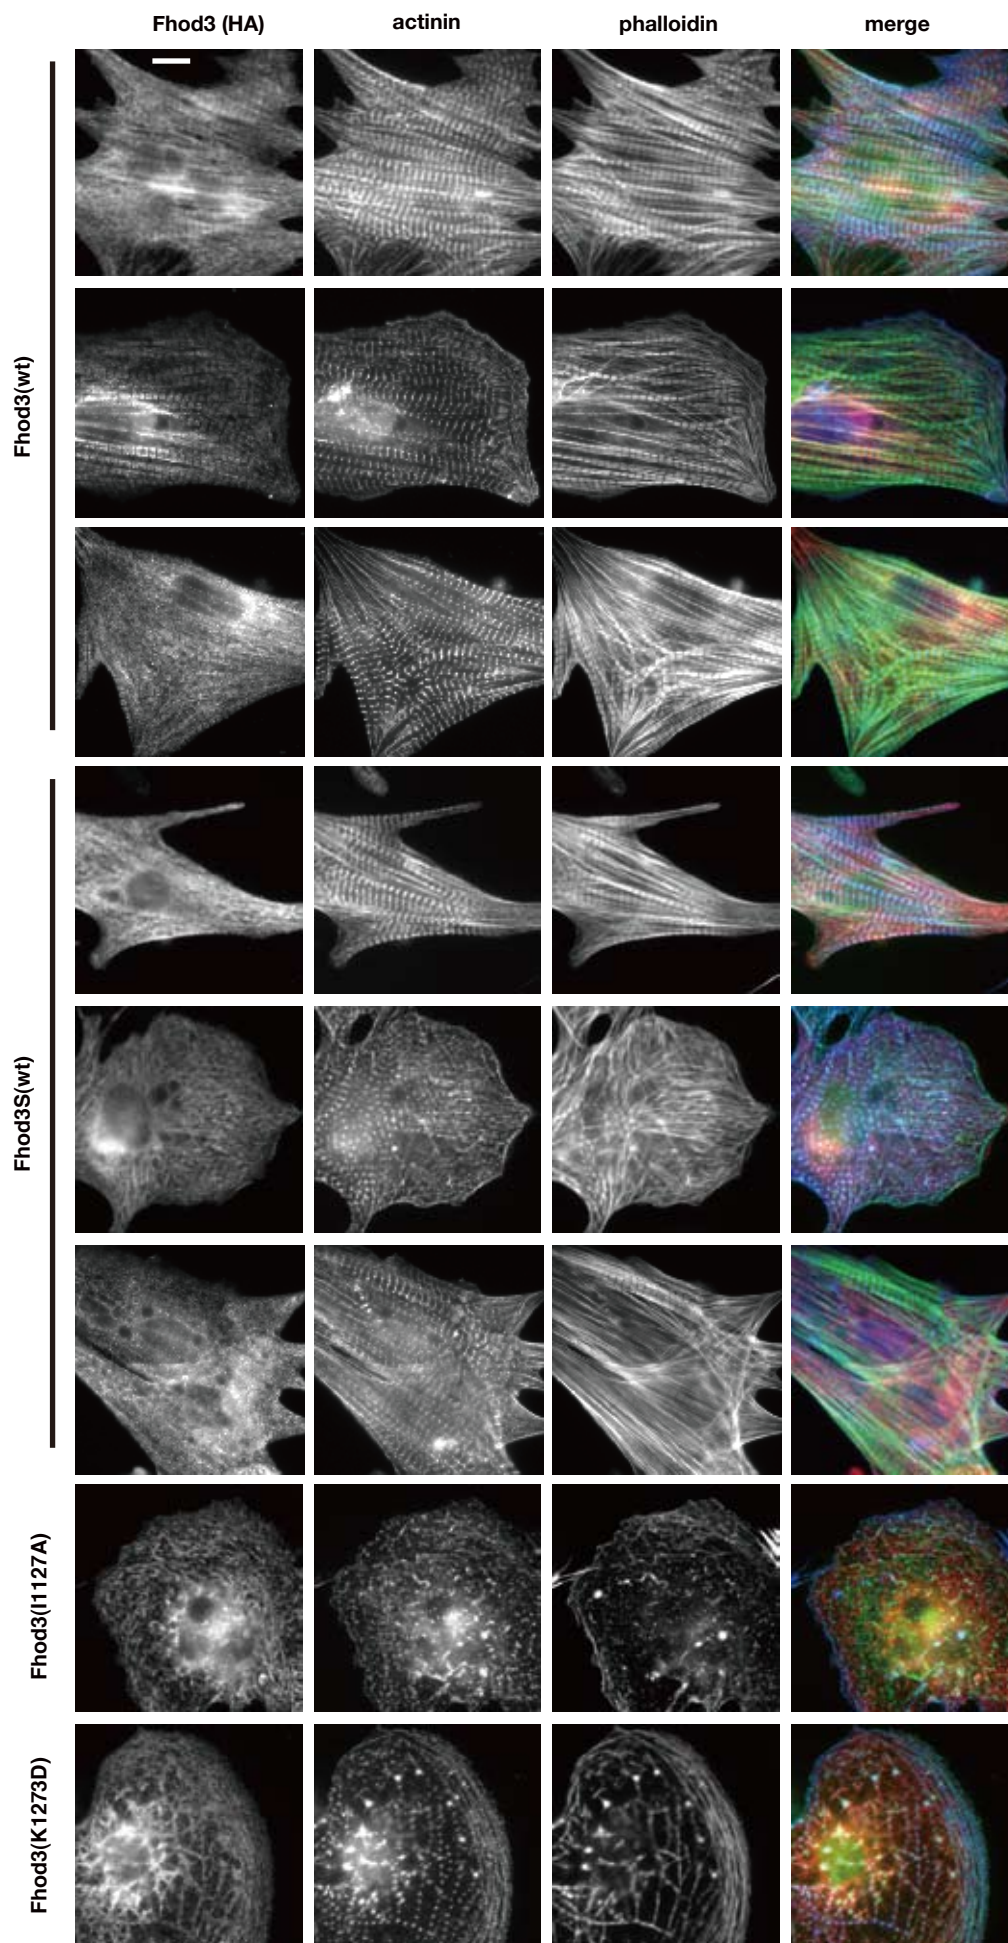 Fhod3 (HA) actinin phalloidin merge
Fhod3(wt)
Fhod3S(wt)
Fhod3(I1127A)
Fhod3(K1273D)